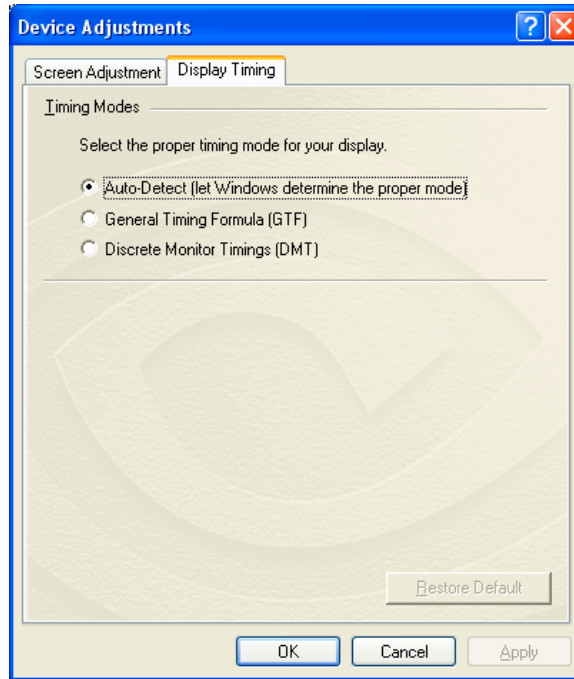 Device Adjustments
Screen Adjustment Display Timing
Timing Modes
Select the proper timing mode for your display.
Auto-Detect (let Windows determine the proper mode)
General Timing Formula (GTF)
Discrete Monitor Timings (DMT)
Restore Default
OK Cancel Apply